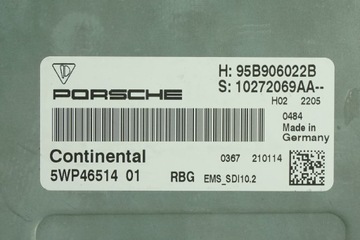 PORSCHE
H: 95B906022B
S: 10272069AA--
H02 2205
0484
Made in
Germany
Continental
0367 210114
5WP46514 01 RBG EMS_SDI10.2